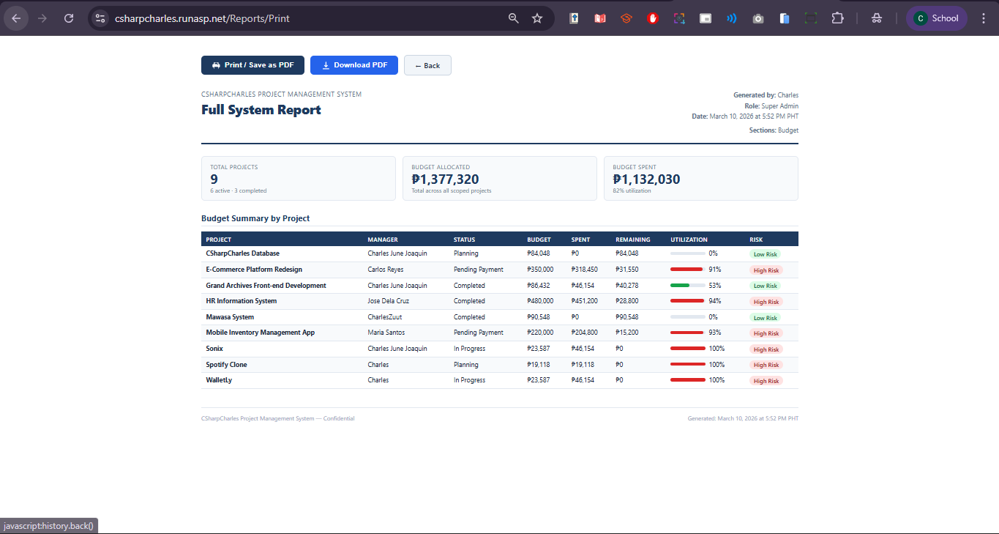 csharpcharles.runasp.net/Reports/Print
C School
Print / Save as PDF Download PDF ← Back
CSHARPCHARLES PROJECT MANAGEMENT SYSTEM
Full System Report
Generated by: Charles
Role: Super Admin
Date: March 10, 2026 at 5:52 PM PHT
Sections: Budget
TOTAL PROJECTS
9
6 active · 3 completed
BUDGET ALLOCATED
₱1,377,320
Total across all scoped projects
BUDGET SPENT
₱1,132,030
82% utilization
Budget Summary by Project
PROJECT MANAGER STATUS BUDGET SPENT REMAINING UTILIZATION RISK
CSharpCharles Database Charles June Joaquin Planning ₱84,048 ₱0 ₱84,048 0% Low Risk
E-Commerce Platform Redesign Carlos Reyes Pending Payment ₱350,000 ₱318,450 ₱31,550 91% High Risk
Grand Archives Front-end Development Charles June Joaquin Completed ₱86,432 ₱46,154 ₱40,278 53% Low Risk
HR Information System Jose Dela Cruz Completed ₱480,000 ₱451,200 ₱28,800 94% High Risk
Mawasa System CharlesZuut Completed ₱90,548 ₱0 ₱90,548 0% Low Risk
Mobile Inventory Management App Maria Santos Pending Payment ₱220,000 ₱204,800 ₱15,200 93% High Risk
Sonix Charles June Joaquin In Progress ₱23,587 ₱46,154 ₱0 100% High Risk
Spotify Clone Charles Planning ₱19,118 ₱19,118 ₱0 100% High Risk
WalletLy Charles In Progress ₱23,587 ₱46,154 ₱0 100% High Risk
CSharpCharles Project Management System — Confidential
Generated: March 10, 2026 at 5:52 PM PHT
javascript:history.back()